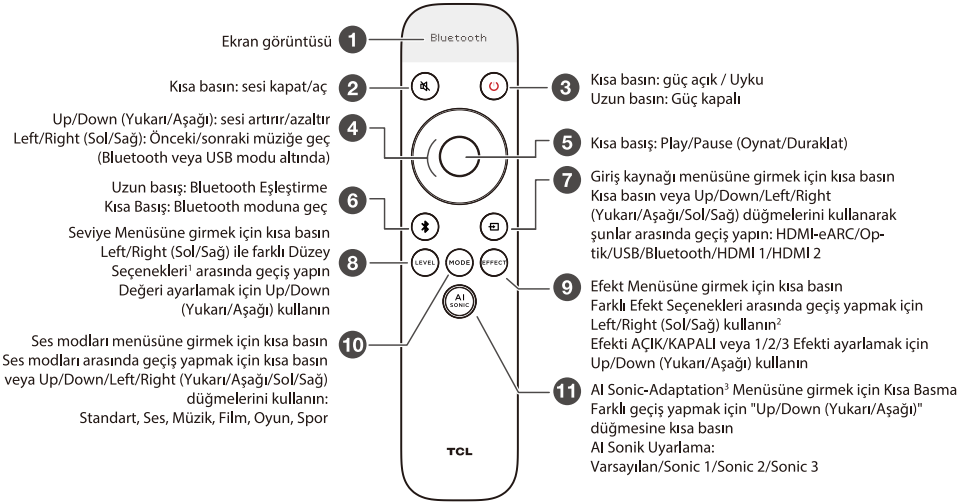 Ekran görüntüsü
1
Bluetooth
Kısa basın: sesi kapat/aç
2
3
Kısa basın: güç açık / Uyku
Uzun basın: Güç kapalı
Up/Down (Yukarı/Aşağı): sesi artırır/azaltır
Left/Right (Sol/Sağ): Önceki/sonraki müziğe geç
(Bluetooth veya USB modu altında)
4
5
Kısa basış: Play/Pause (Oynat/Duraklat)
Uzun basış: Bluetooth Eşleştirme
Kısa Basış: Bluetooth moduna geç
6
7
Giriş kaynağı menüsüne girmek için kısa basın
Kısa basın veya Up/Down/Left/Right
(Yukarı/Aşağı/Sol/Sağ) düğmelerini kullanarak
şunlar arasında geçiş yapın: HDMI-eARC/Op-
tik/USB/Bluetooth/HDMI 1/HDMI 2
Seviye Menüsüne girmek için kısa basın
Left/Right (Sol/Sağ) ile farklı Düzey
Seçenekleri¹ arasında geçiş yapın
Değeri ayarlamak için Up/Down
(Yukarı/Aşağı) kullanın
8
LEVEL
MODE
EFFECT
9
Efekt Menüsüne girmek için kısa basın
Farklı Efekt Seçenekleri arasında geçiş yapmak için
Left/Right (Sol/Sağ) kullanın²
Efekti AÇIK/KAPALI veya 1/2/3 Efekti ayarlamak için
Up/Down (Yukarı/Aşağı) kullanın
AI
SONIC
Ses modları menüsüne girmek için kısa basın
Ses modları arasında geçiş yapmak için kısa basın
veya Up/Down/Left/Right (Yukarı/Aşağı/Sol/Sağ)
düğmelerini kullanın:
Standart, Ses, Müzik, Film, Oyun, Spor
10
11
AI Sonic-Adaptation³ Menüsüne girmek için Kısa Basma
Farklı geçiş yapmak için "Up/Down (Yukarı/Aşağı)"
düğmesine kısa basın
AI Sonik Uyarlama:
Varsayılan/Sonic 1/Sonic 2/Sonic 3
TCL